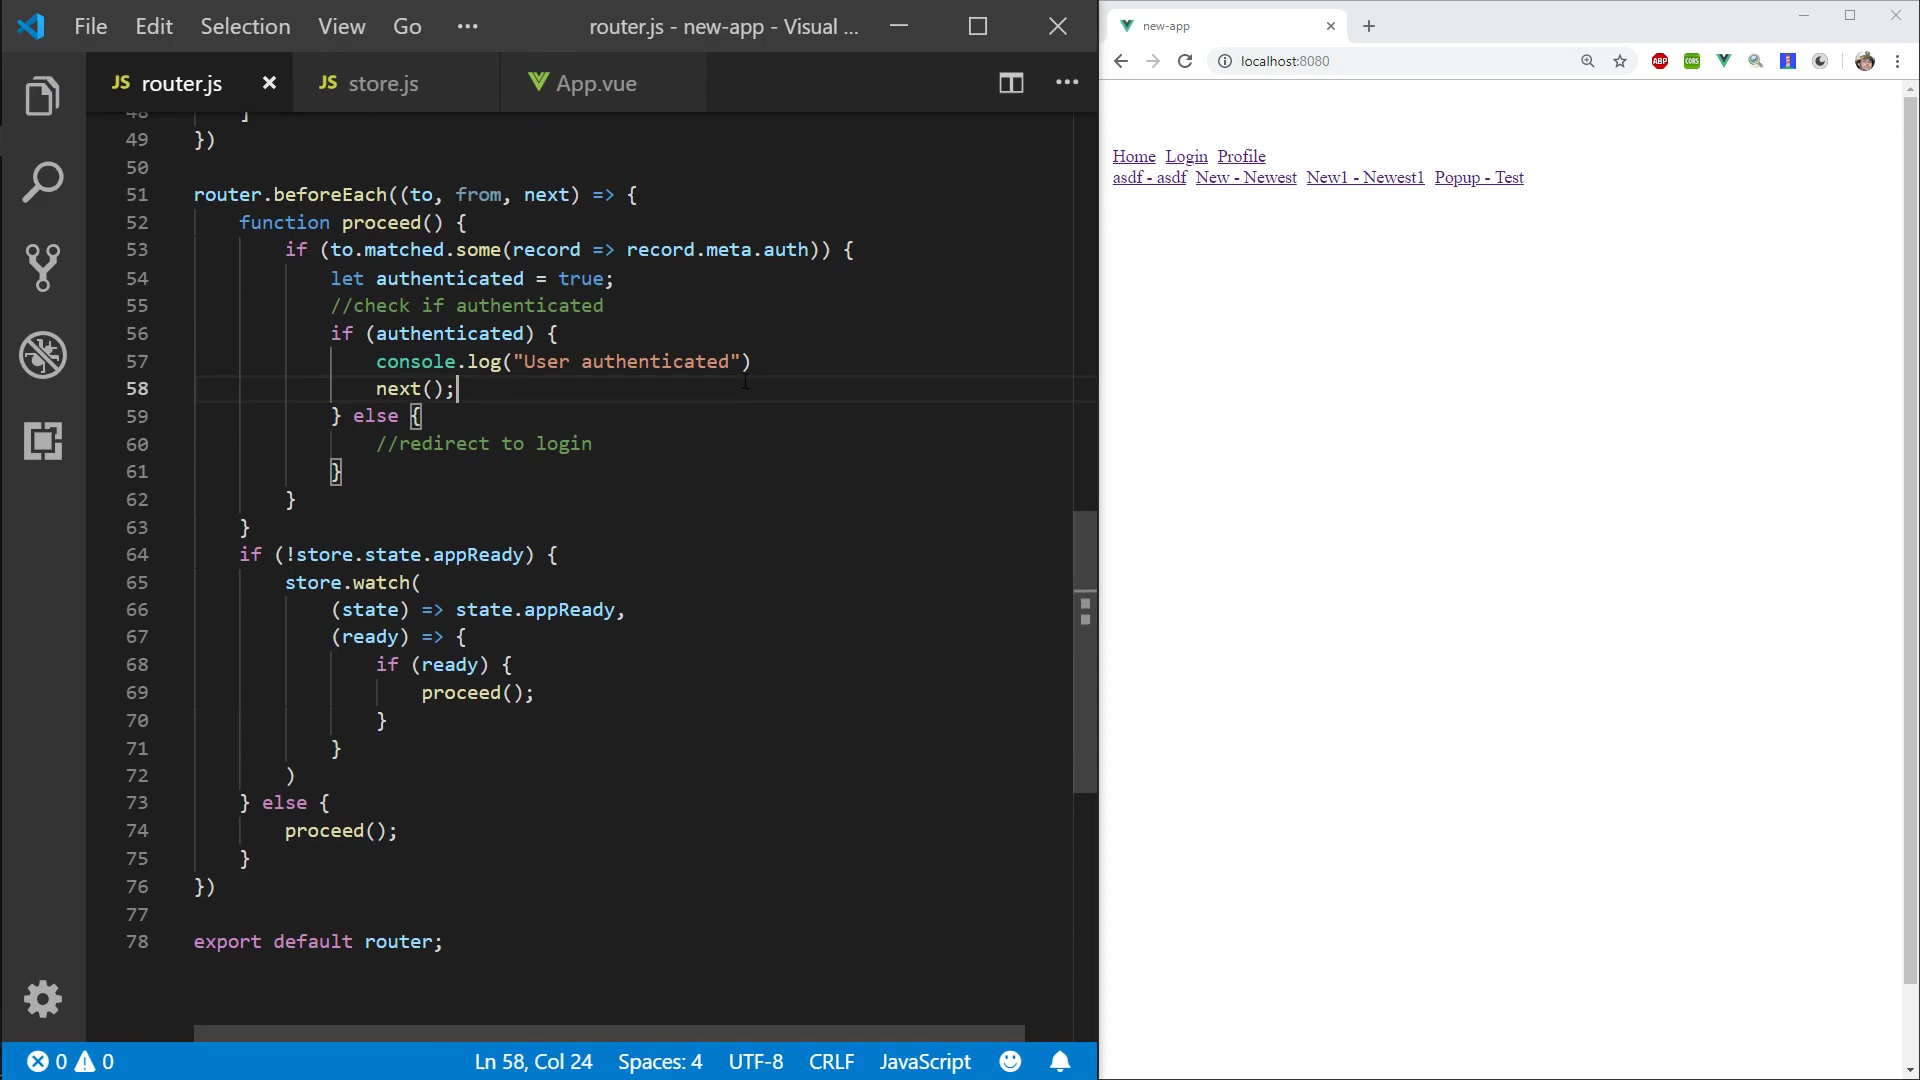 File Edit Selection View Go ··· router.js - new-app - Visual ...
JS router.js JS store.js App.vue ···
48 ]
49 })
50
51 router.beforeEach((to, from, next) => {
52 function proceed() {
53 if (to.matched.some(record => record.meta.auth)) {
54 let authenticated = true;
55 //check if authenticated
56 if (authenticated) {
57 console.log("User authenticated")
58 next();
59 } else {
60 //redirect to login
61 }
62 }
63 }
64 if (!store.state.appReady) {
65 store.watch(
66 (state) => state.appReady,
67 (ready) => {
68 if (ready) {
69 proceed();
70 }
71 }
72 )
73 } else {
74 proceed();
75 }
76 })
77
78 export default router;
0 0 Ln 58, Col 24 Spaces: 4 UTF-8 CRLF JavaScript
new-app
localhost:8080 ABP CORS
Home Login Profile
asdf - asdf New - Newest New1 - Newest1 Popup - Test